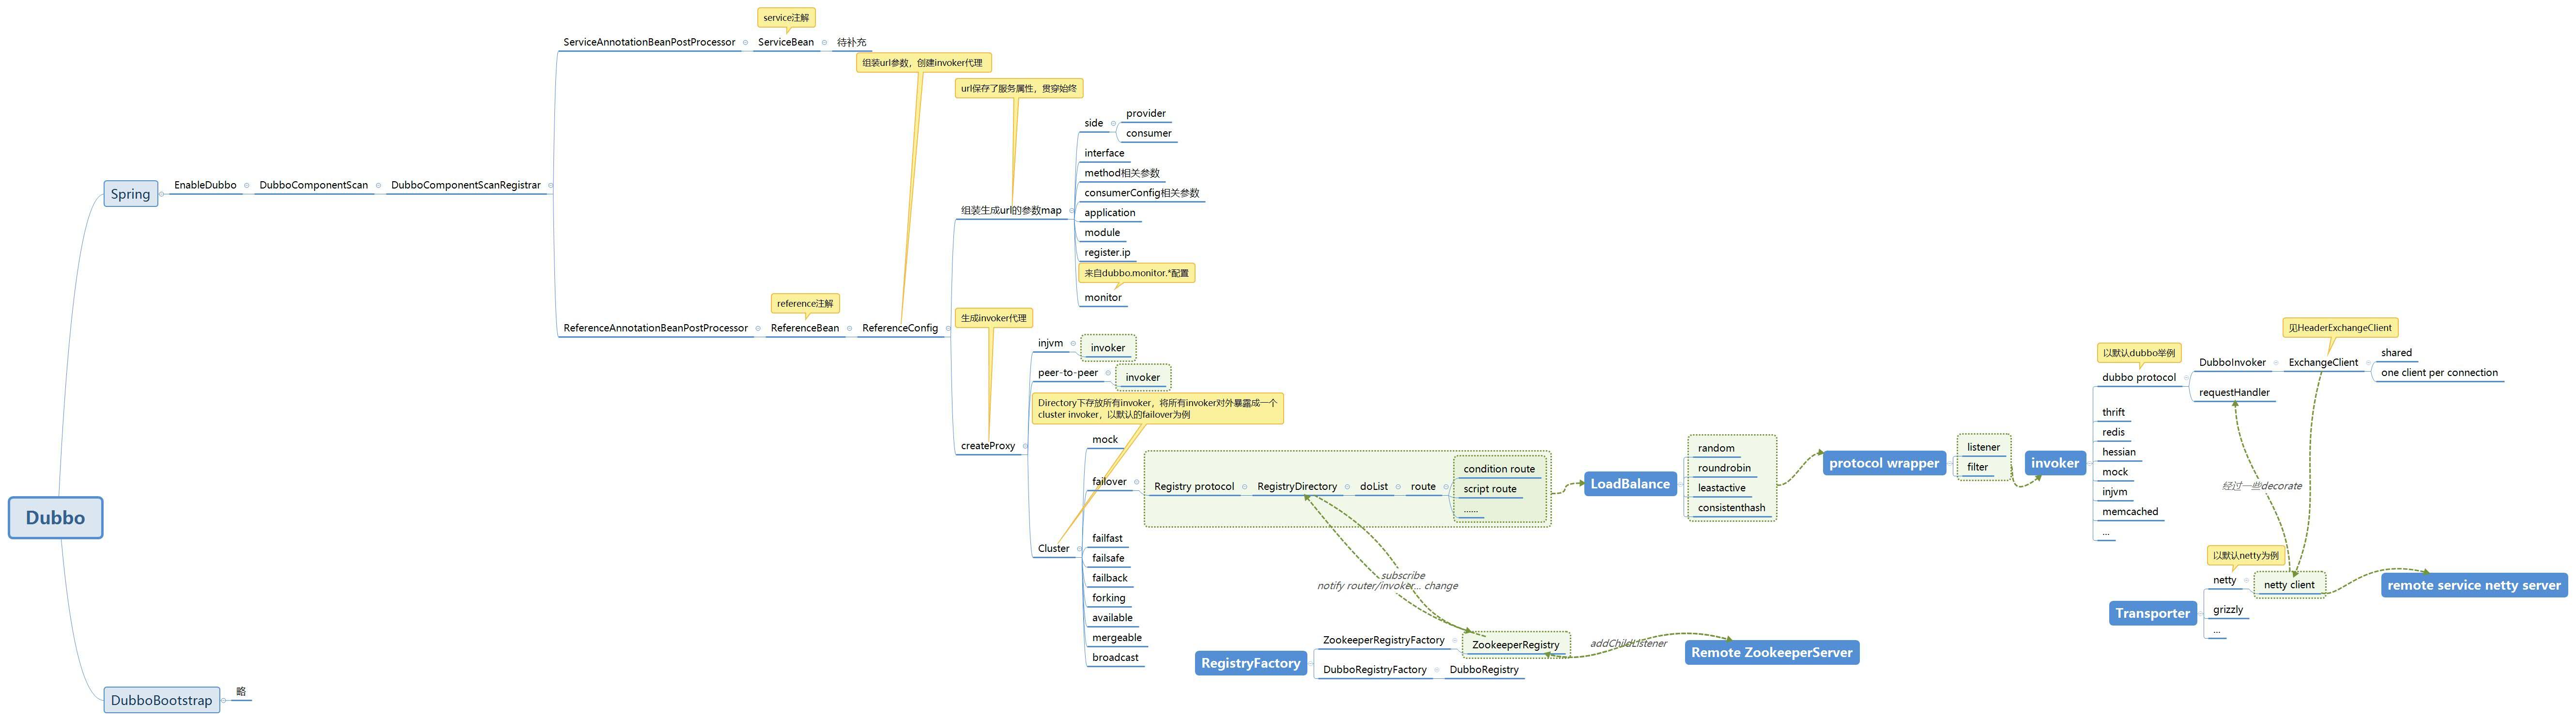 Dubbo
Spring
EnableDubbo
DubboComponentScan
DubboComponentScanRegistrar
service注解
ServiceAnnotationBeanPostProcessor
ServiceBean
待补充
组装url参数，创建invoker代理
reference注解
ReferenceAnnotationBeanPostProcessor
ReferenceBean
ReferenceConfig
url保存了服务属性，贯穿始终
组装生成url的参数map
side
provider
consumer
interface
method相关参数
consumerConfig相关参数
application
module
register.ip
来自dubbo.monitor.*配置
monitor
生成invoker代理
createProxy
injvm
invoker
peer-to-peer
invoker
Directory下存放所有invoker，将所有invoker对外暴露成一个
cluster invoker，以默认的failover为例
Cluster
mock
failover
Registry protocol
RegistryDirectory
doList
route
condition route
script route
......
failfast
failsafe
failback
forking
available
mergeable
broadcast
subscribe
notify router/invoker... change
RegistryFactory
ZookeeperRegistryFactory
ZookeeperRegistry
DubboRegistryFactory
DubboRegistry
addChildListener
Remote ZookeeperServer
LoadBalance
random
roundrobin
leastactive
consistenthash
protocol wrapper
listener
filter
invoker
以默认dubbo举例
dubbo protocol
DubboInvoker
见HeaderExchangeClient
ExchangeClient
shared
one client per connection
requestHandler
thrift
redis
hessian
mock
injvm
memcached
...
经过一些decorate
Transporter
以默认netty为例
netty
netty client
grizzly
...
remote service netty server
DubboBootstrap
略